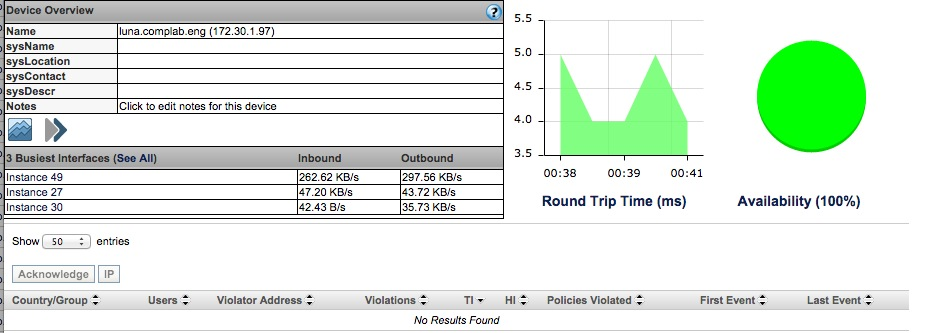 Device Overview
?
Name luna.complab.eng (172.30.1.97)
sysName
sysLocation
sysContact
sysDescr
Notes Click to edit notes for this device
3 Busiest Interfaces (See All) Inbound Outbound
Instance 49 262.62 KB/s 297.56 KB/s
Instance 27 47.20 KB/s 43.72 KB/s
Instance 30 42.43 B/s 35.73 KB/s
5.5
5.0
4.5
4.0
3.5
00:38 00:39 00:41
Round Trip Time (ms)
Availability (100%)
Show 50 entries
Acknowledge IP
Country/Group Users Violator Address Violations TI HI Policies Violated First Event Last Event
No Results Found